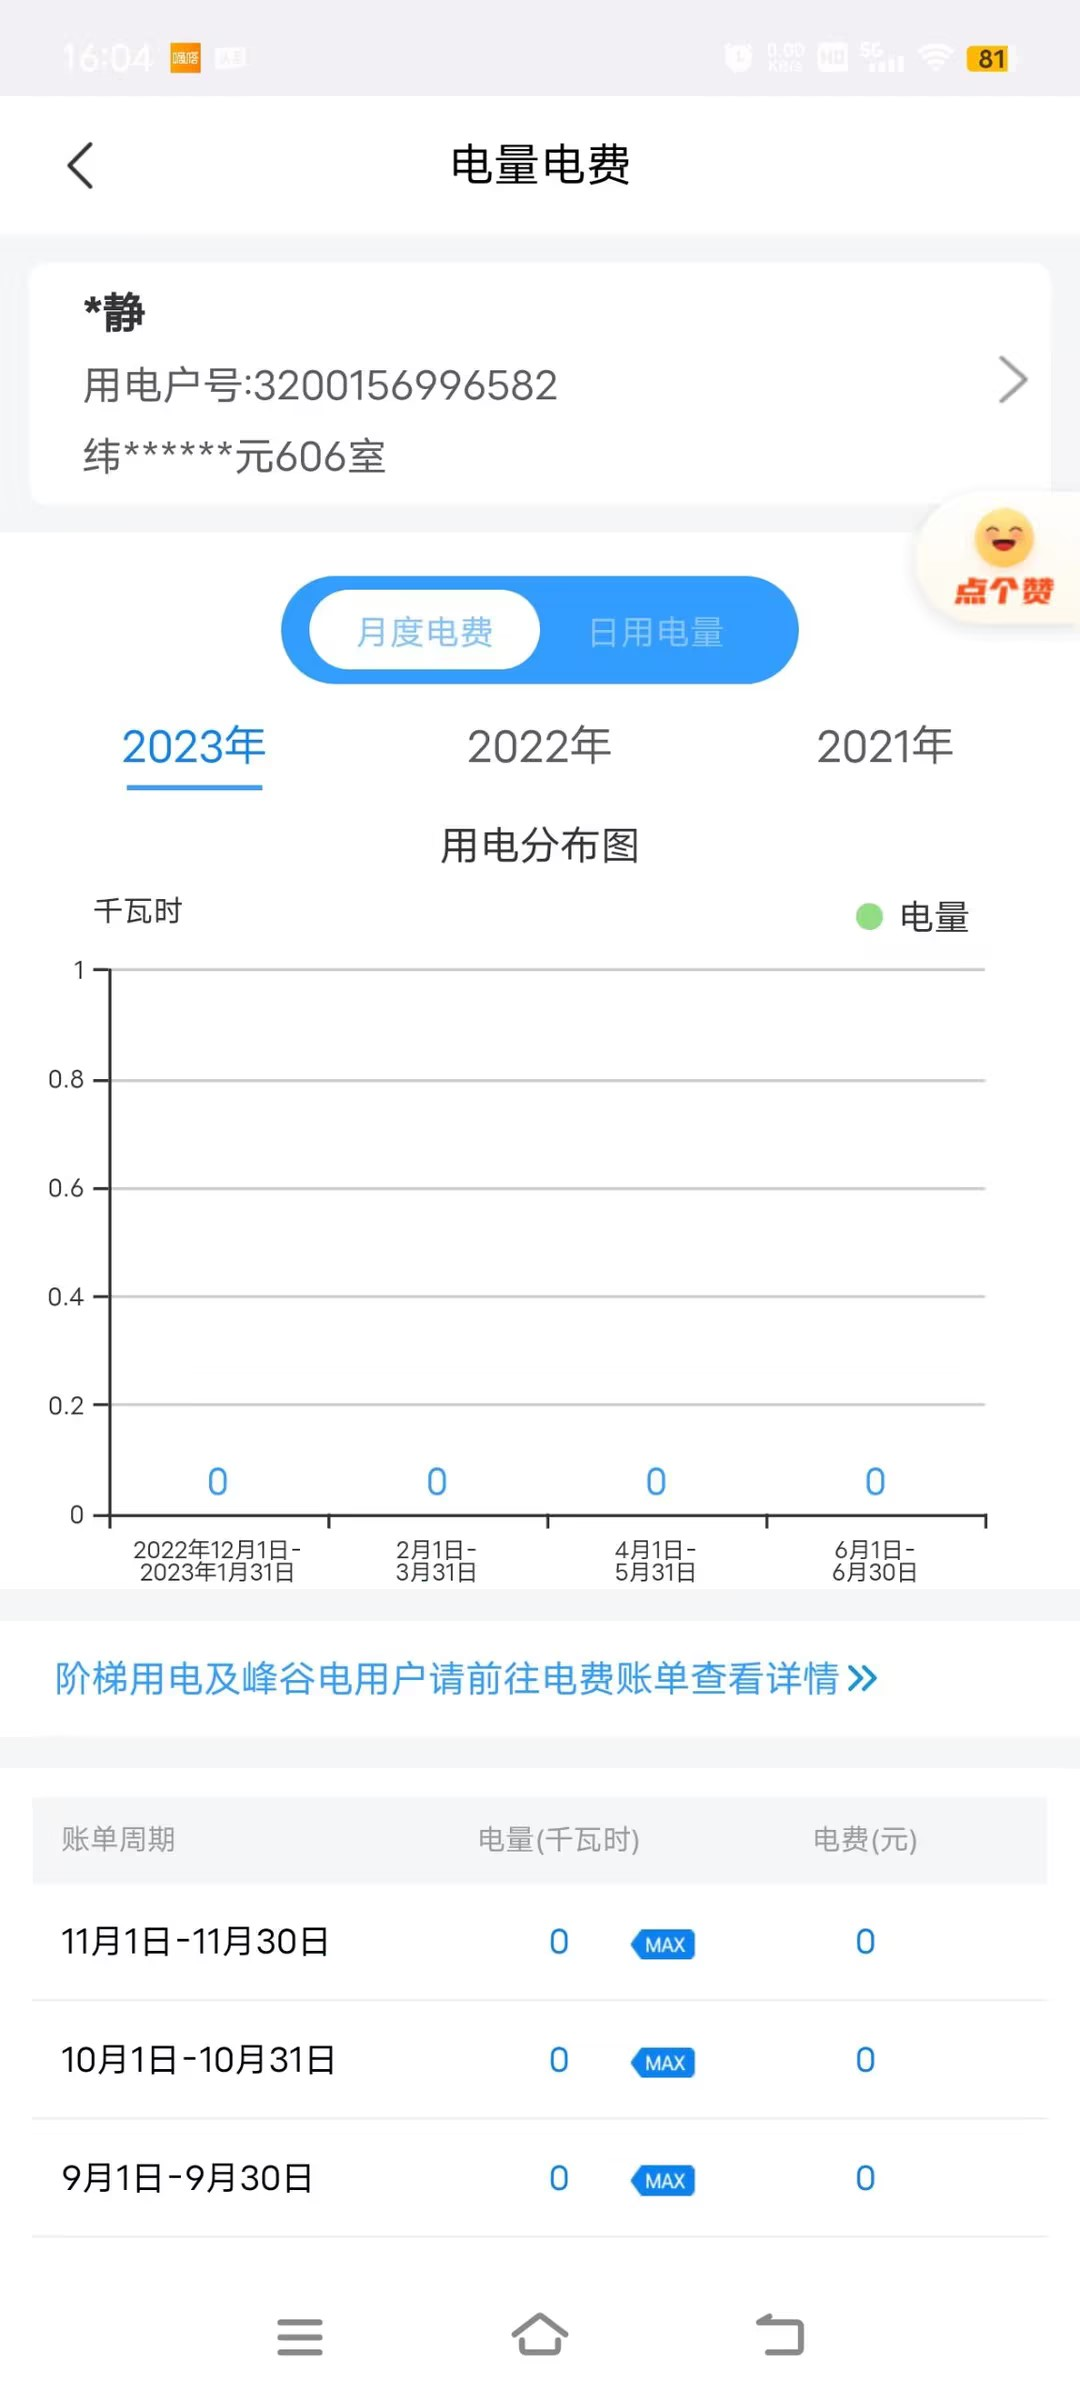 16:04
0.00
KB/s
HD
5G
81
电量电费
*静
用电户号:3200156996582
纬******元606室
点个赞
月度电费
日用电量
2023年
2022年
2021年
用电分布图
千瓦时
电量
1
0.8
0.6
0.4
0.2
0
0
0
0
0
2022年12月1日-
2023年1月31日
2月1日-
3月31日
4月1日-
5月31日
6月1日-
6月30日
阶梯用电及峰谷电用户请前往电费账单查看详情
账单周期
电量(千瓦时)
电费(元)
11月1日-11月30日
0
MAX
0
10月1日-10月31日
0
MAX
0
9月1日-9月30日
0
MAX
0